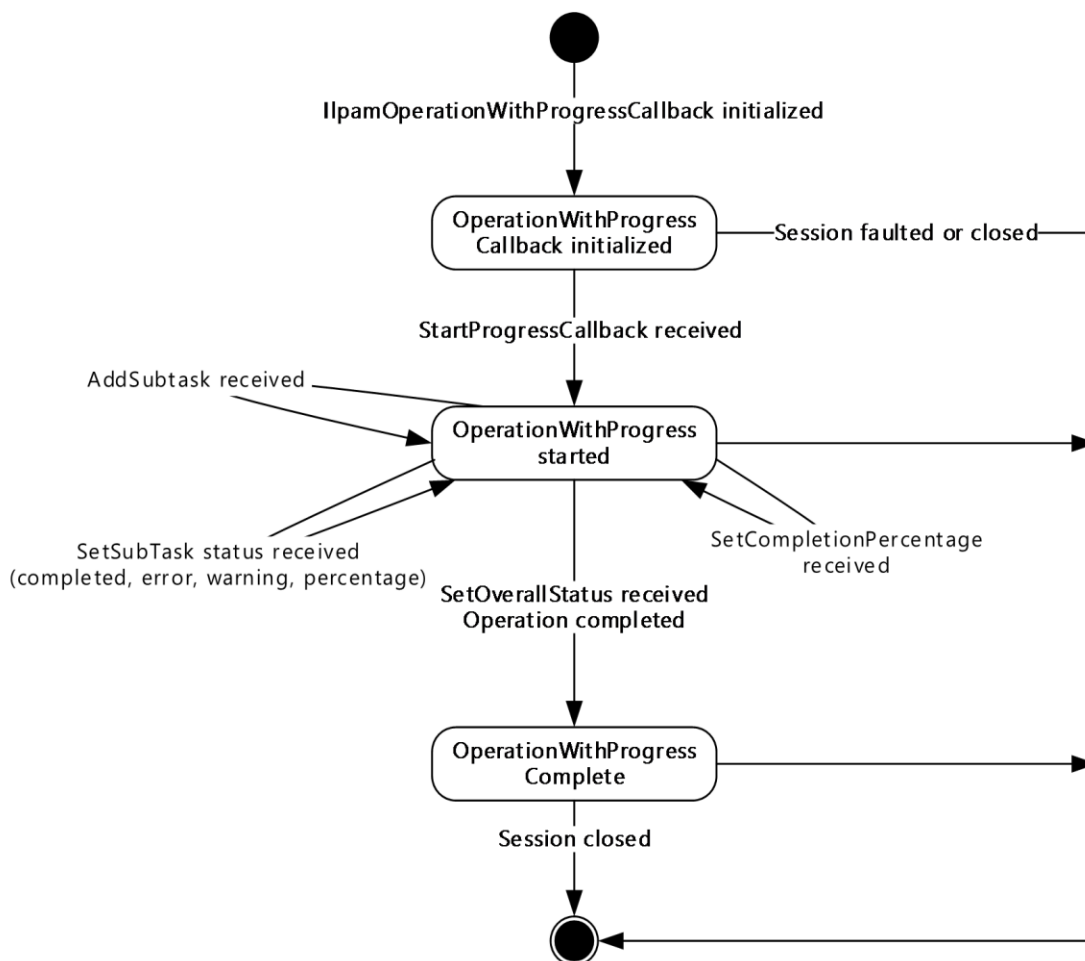 IIpamOperationWithProgressCallback initialized
OperationWithProgress
Callback initialized
Session faulted or closed
StartProgressCallback received
AddSubtask received
OperationWithProgress
started
SetSubTask status received
(completed, error, warning, percentage)
SetCompletionPercentage
received
SetOverallStatus received
Operation completed
OperationWithProgress
Complete
Session closed